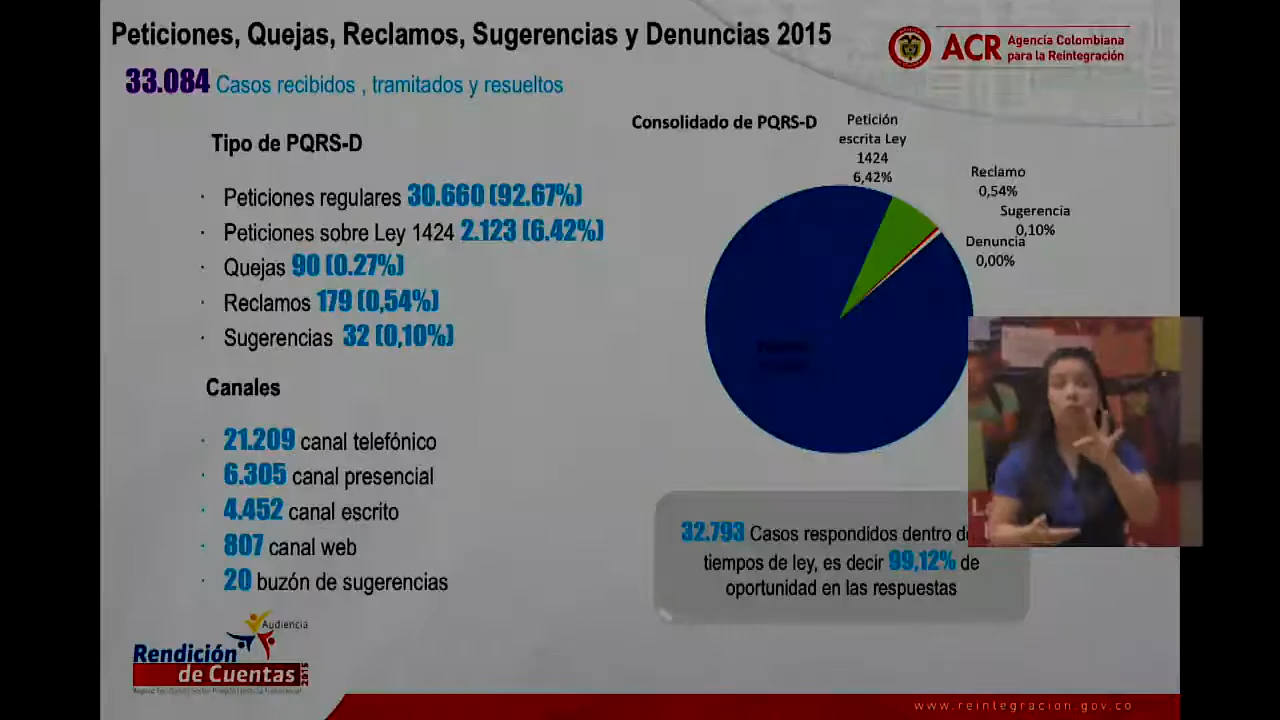 Peticiones, Quejas, Reclamos, Sugerencias y Denuncias 2015
ACR Agencia Colombiana
para la Reintegración
33.084 Casos recibidos , tramitados y resueltos
Tipo de PQRS-D
· Peticiones regulares 30.660 (92.67%)
· Peticiones sobre Ley 1424 2.123 (6.42%)
· Quejas 90 (0.27%)
· Reclamos 179 (0,54%)
· Sugerencias 32 (0,10%)
Canales
· 21.209 canal telefónico
· 6.305 canal presencial
· 4.452 canal escrito
· 807 canal web
· 20 buzón de sugerencias
Consolidado de PQRS-D
Petición
escrita Ley
1424
6,42%
Reclamo
0,54%
Sugerencia
0,10%
Denuncia
0,00%
32.793 Casos respondidos dentro
tiempos de ley, es decir 99,12% de
oportunidad en las respuestas
Audiencia
Rendición
de Cuentas
2015
www.reintegracion.gov.co